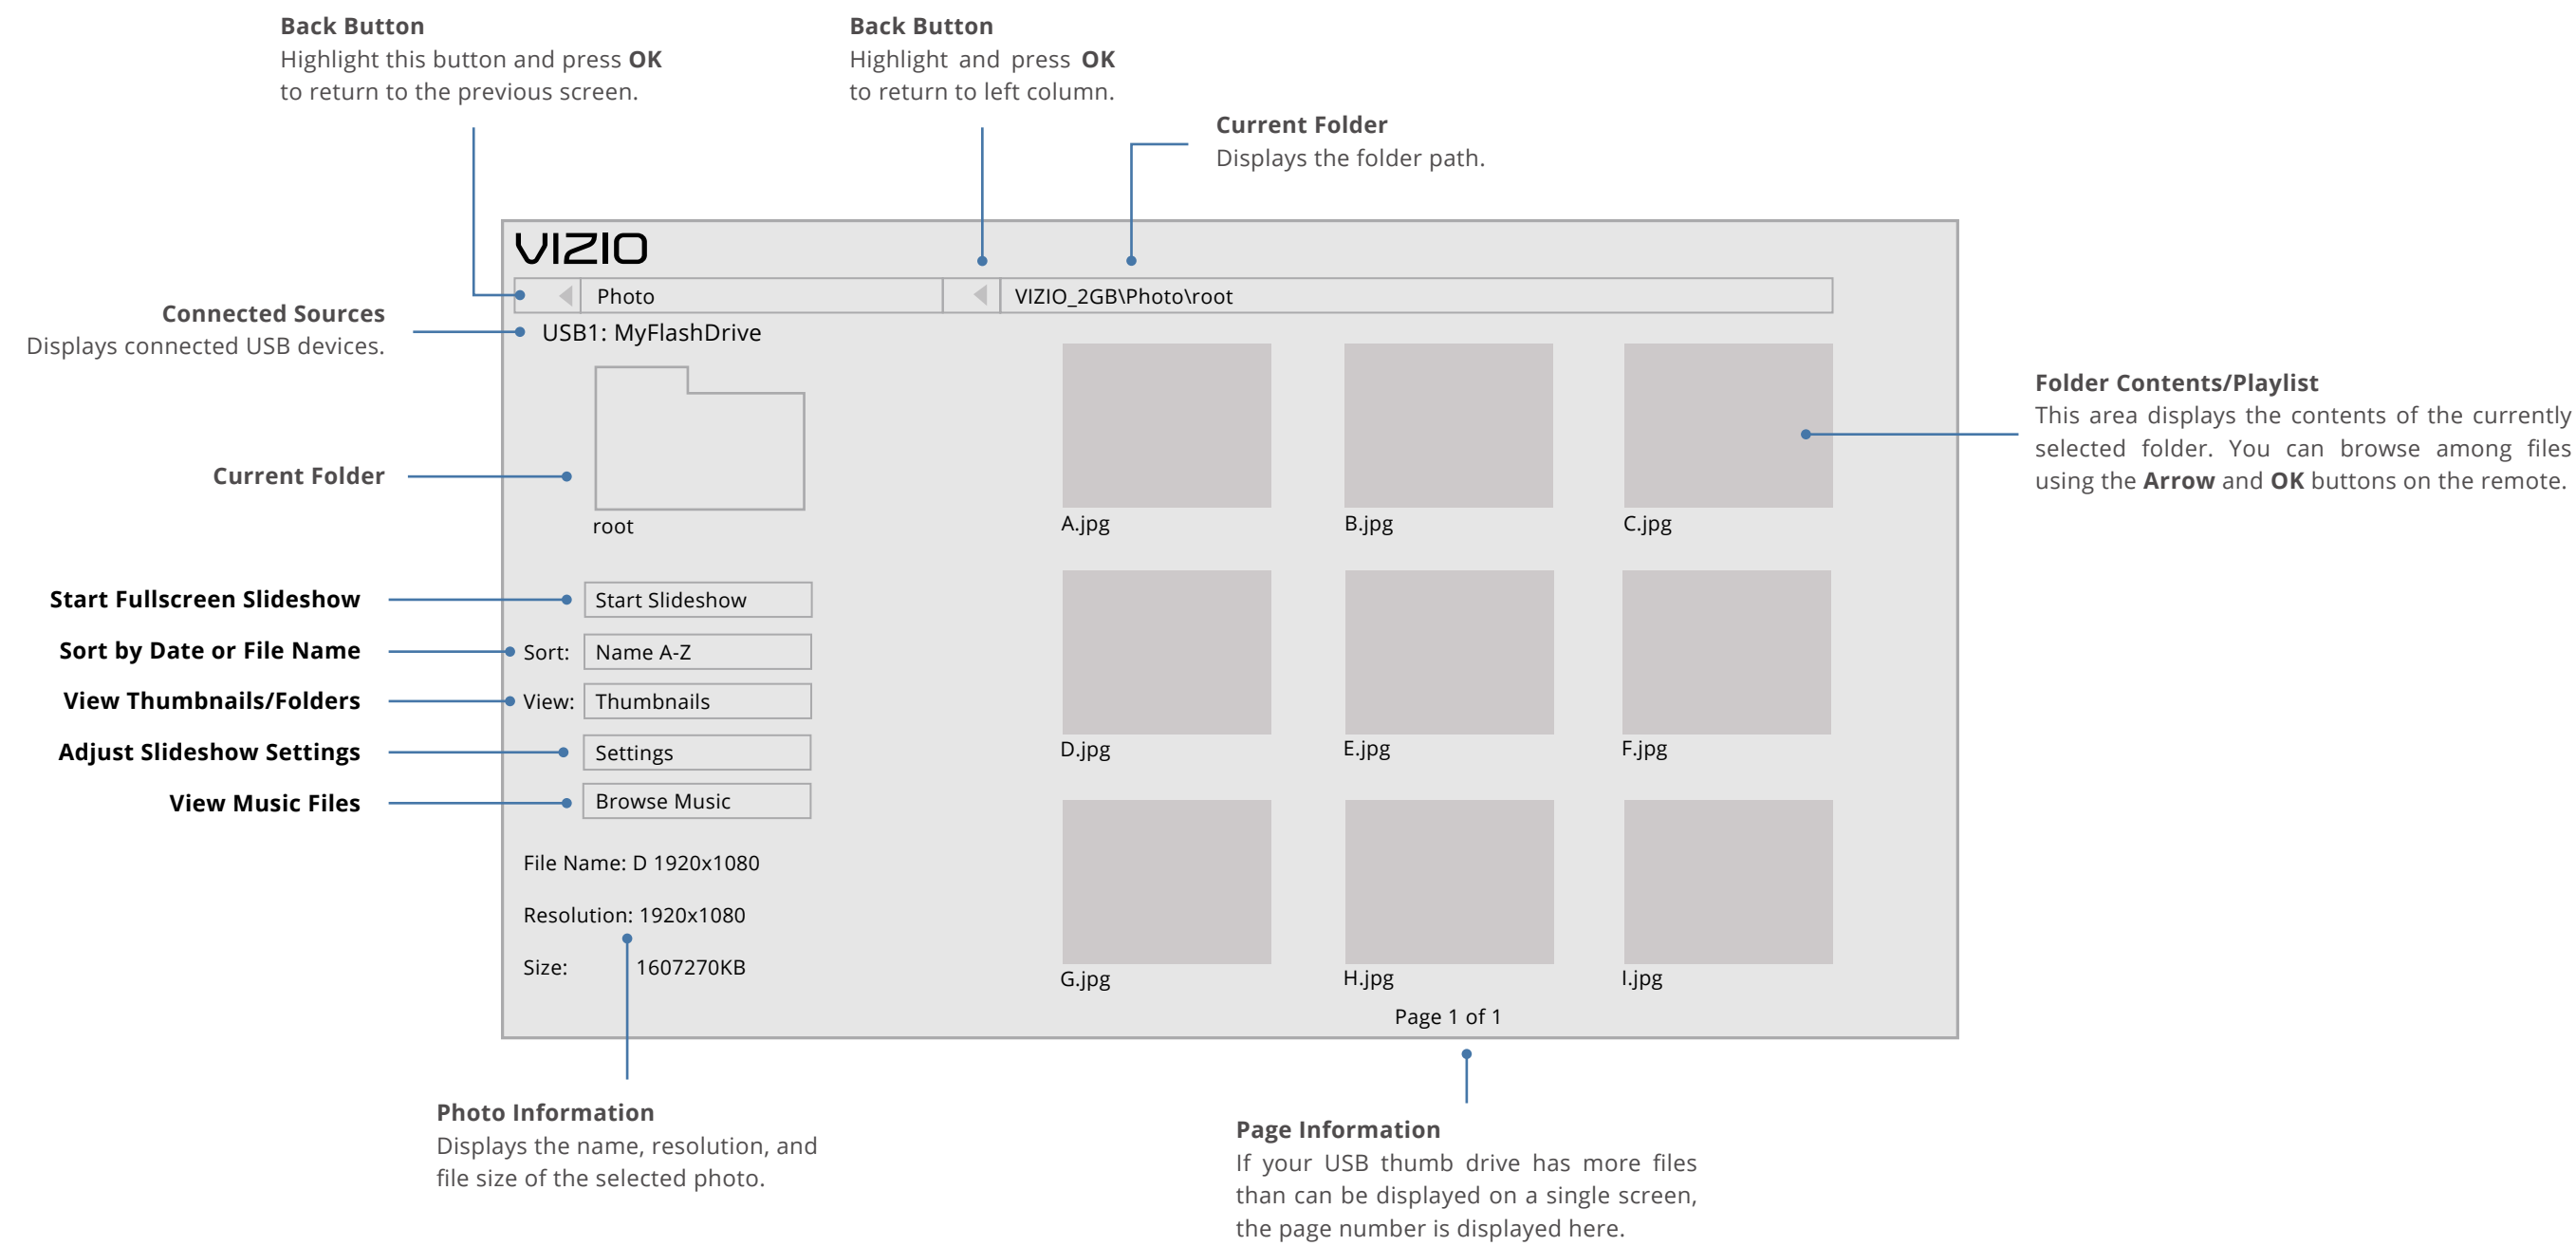 Back Button
Highlight this button and press OK
to return to the previous screen.
Back Button
Highlight and press OK
to return to left column.
Current Folder
Displays the folder path.
VIZIO
Photo
VIZIO_2GB\Photo\root
Connected Sources
Displays connected USB devices.
USB1: MyFlashDrive
Folder Contents/Playlist
This area displays the contents of the currently
selected folder. You can browse among files
using the Arrow and OK buttons on the remote.
Current Folder
root
A.jpg
B.jpg
C.jpg
Start Fullscreen Slideshow
Start Slideshow
Sort by Date or File Name
Sort: Name A-Z
View Thumbnails/Folders
View: Thumbnails
Adjust Slideshow Settings
Settings
D.jpg
E.jpg
F.jpg
View Music Files
Browse Music
File Name: D 1920x1080
Resolution: 1920x1080
Size: 1607270KB
G.jpg
H.jpg
I.jpg
Page 1 of 1
Photo Information
Displays the name, resolution, and
file size of the selected photo.
Page Information
If your USB thumb drive has more files
than can be displayed on a single screen,
the page number is displayed here.